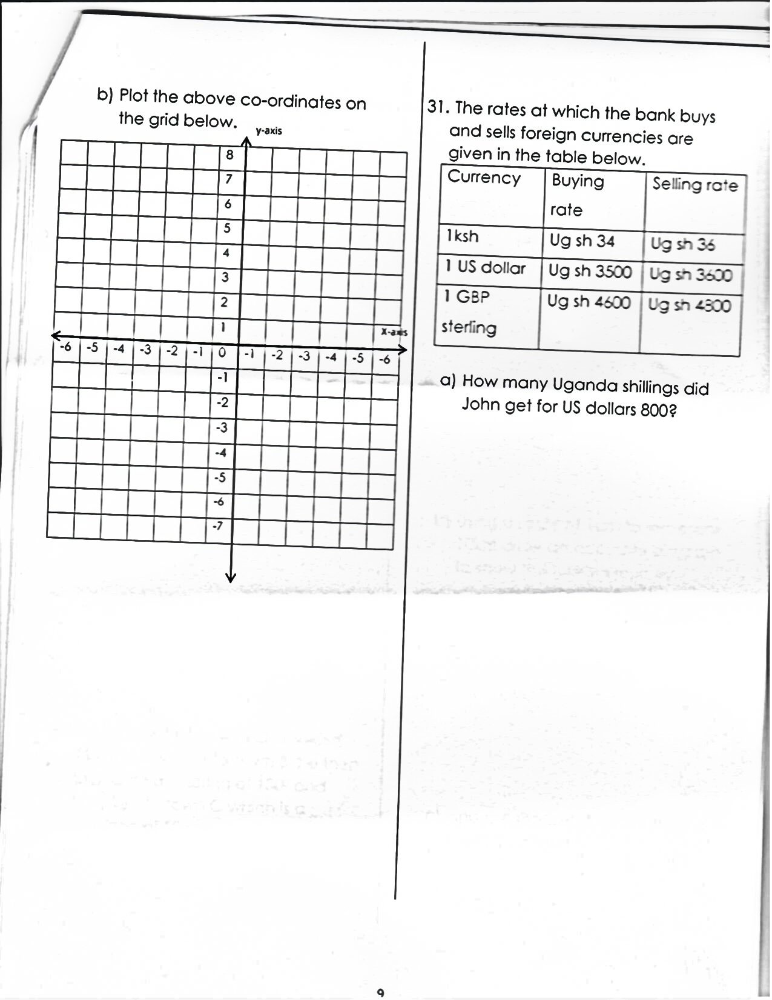 b) Plot the above co-ordinates on
the grid below.
y-axis
8
7
6
5
4
3
2
1
x-axis
-6 -5 -4 -3 -2 -1 0 -1 -2 -3 -4 -5 -6
-1
-2
-3
-4
-5
-6
-7
31. The rates at which the bank buys
and sells foreign currencies are
given in the table below.
Currency Buying Selling rate
rate
1ksh Ug sh 34 Ug sh 36
1 US dollar Ug sh 3500 Ug sh 3600
1 GBP Ug sh 4600 Ug sh 4800
sterling
a) How many Uganda shillings did
John get for US dollars 800?
9